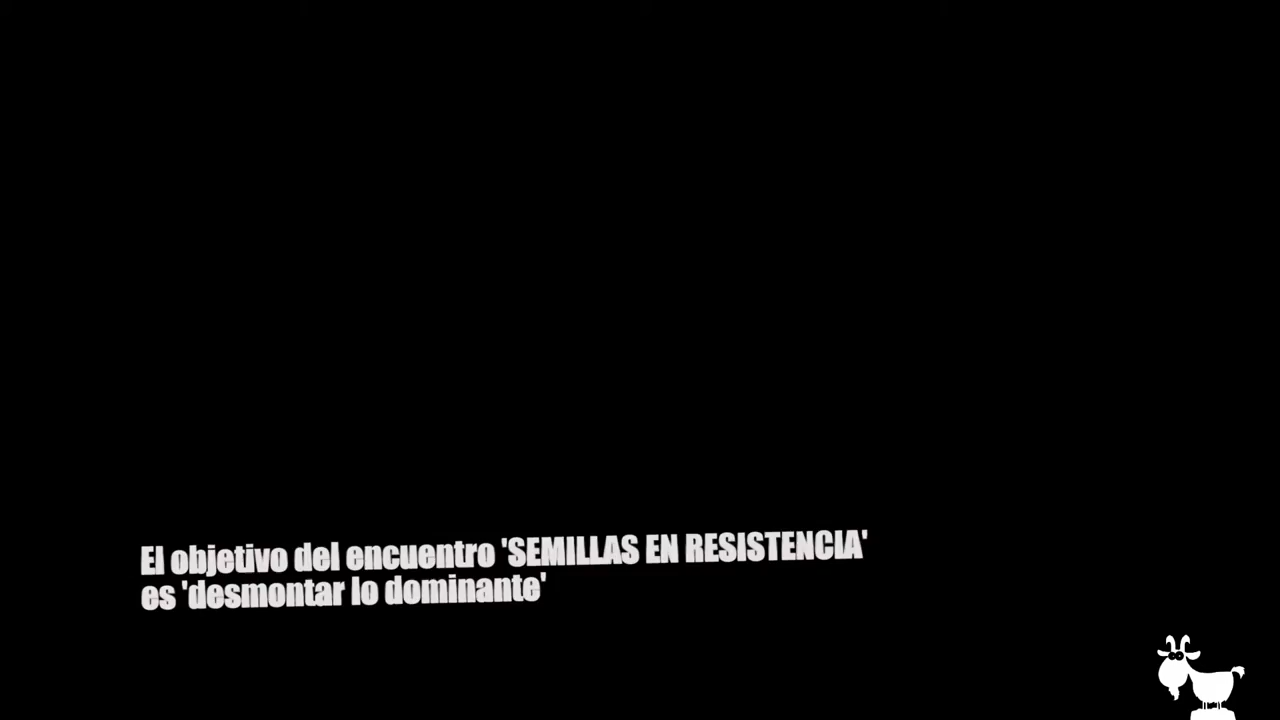 El objetivo del encuentro 'SEMILLAS EN RESISTENCIA'
es 'desmontar lo dominante'